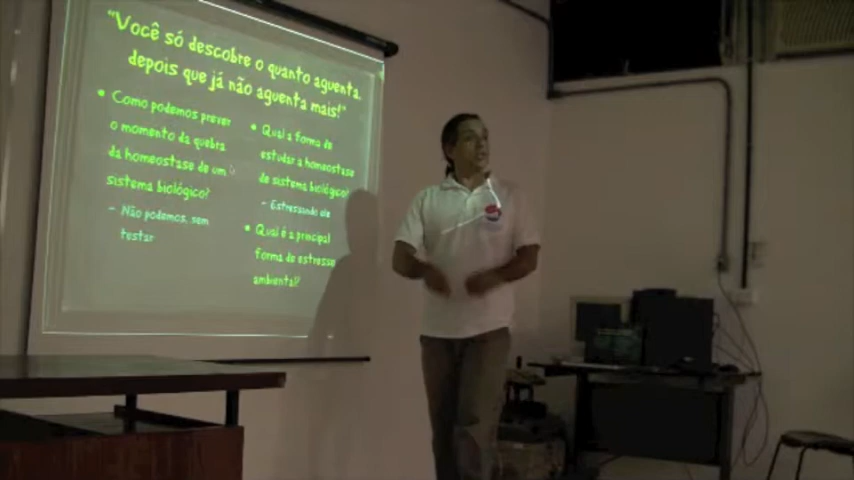 "Você só descobre o quanto aguenta,
depois que já não aguenta mais!"
• Como podemos prever
o momento da quebra
da homeostase de um
sistema biológico?
– Não podemos, sem
testar
• Qual a forma de
estudar a homeostase
de sistema biológico?
– Estressando ele
• Qual é a principal
forma de estresse
ambiental?